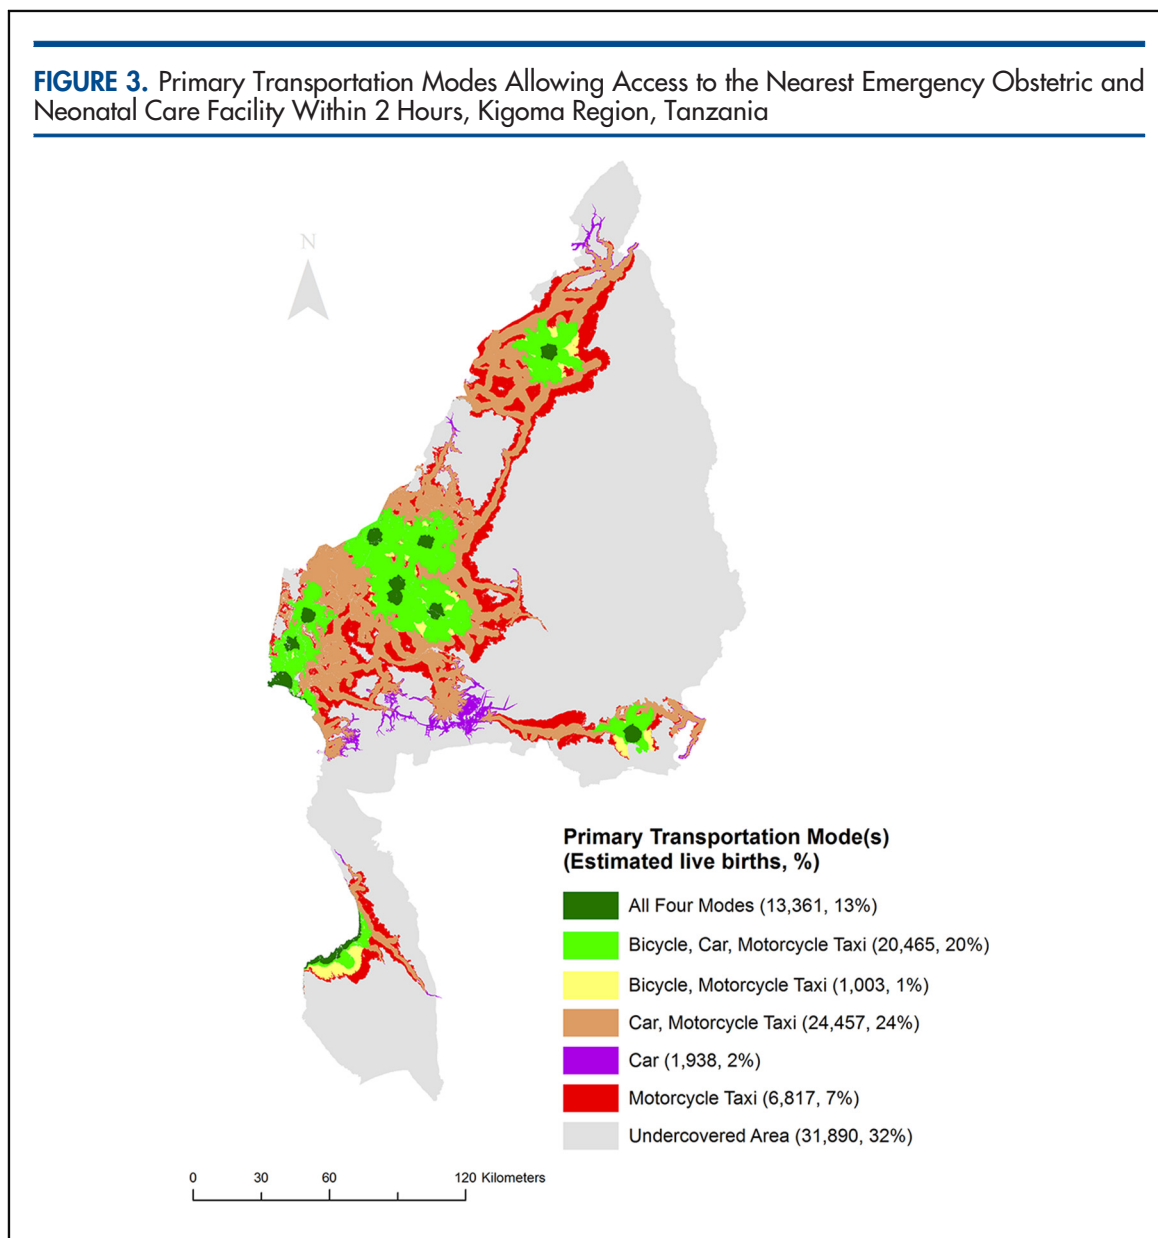 FIGURE 3. Primary Transportation Modes Allowing Access to the Nearest Emergency Obstetric and
Neonatal Care Facility Within 2 Hours, Kigoma Region, Tanzania
N
Primary Transportation Mode(s)
(Estimated live births, %)
All Four Modes (13,361, 13%)
Bicycle, Car, Motorcycle Taxi (20,465, 20%)
Bicycle, Motorcycle Taxi (1,003, 1%)
Car, Motorcycle Taxi (24,457, 24%)
Car (1,938, 2%)
Motorcycle Taxi (6,817, 7%)
Undercovered Area (31,890, 32%)
0 30 60 120 Kilometers